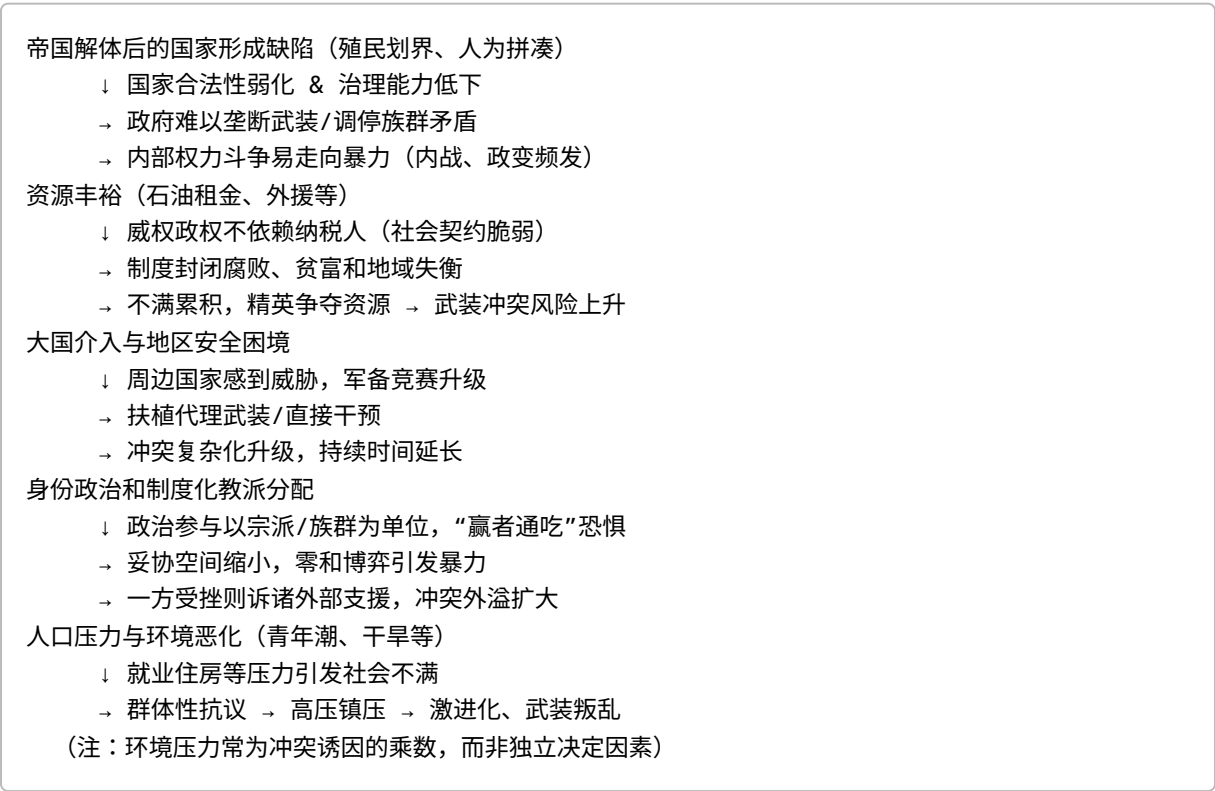 帝国解体后的国家形成缺陷（殖民划界、人为拼凑）
↓ 国家合法性弱化 & 治理能力低下
→ 政府难以垄断武装/调停族群矛盾
→ 内部权力斗争易走向暴力（内战、政变频发）
资源丰裕（石油租金、外援等）
↓ 威权政权不依赖纳税人（社会契约脆弱）
→ 制度封闭腐败、贫富和地域失衡
→ 不满累积，精英争夺资源 → 武装冲突风险上升
大国介入与地区安全困境
↓ 周边国家感到威胁，军备竞赛升级
→ 扶植代理武装/直接干预
→ 冲突复杂化升级，持续时间延长
身份政治和制度化教派分配
↓ 政治参与以宗派/族群为单位，“赢者通吃”恐惧
→ 妥协空间缩小，零和博弈引发暴力
→ 一方受挫则诉诸外部支援，冲突外溢扩大
人口压力与环境恶化（青年潮、干旱等）
↓ 就业住房等压力引发社会不满
→ 群体性抗议 → 高压镇压 → 激进化、武装叛乱
（注：环境压力常为冲突诱因的乘数，而非独立决定因素）